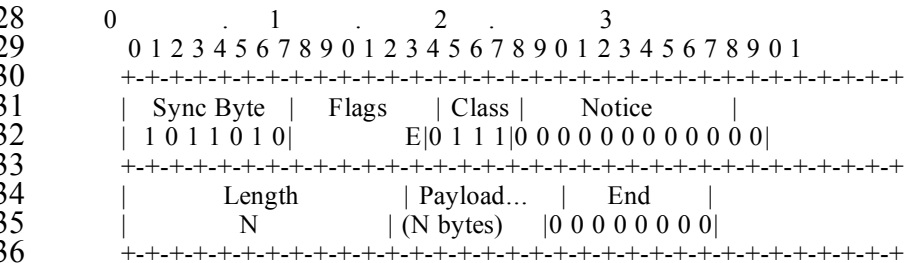 28 0 . 1 . 2 . 3
29 0 1 2 3 4 5 6 7 8 9 0 1 2 3 4 5 6 7 8 9 0 1 2 3 4 5 6 7 8 9 0 1
30 +-+-+-+-+-+-+-+-+-+-+-+-+-+-+-+-+-+-+-+-+-+-+-+-+-+-+-+-+-+-+-+-+
31 | Sync Byte | Flags | Class | Notice |
32 | 1 0 1 1 0 1 0| E|0 1 1 1|0 0 0 0 0 0 0 0 0 0 0 0|
33 +-+-+-+-+-+-+-+-+-+-+-+-+-+-+-+-+-+-+-+-+-+-+-+-+-+-+-+-+-+-+-+-+
34 | Length | Payload... | End |
35 | N | (N bytes) |0 0 0 0 0 0 0 0|
36 +-+-+-+-+-+-+-+-+-+-+-+-+-+-+-+-+-+-+-+-+-+-+-+-+-+-+-+-+-+-+-+-+